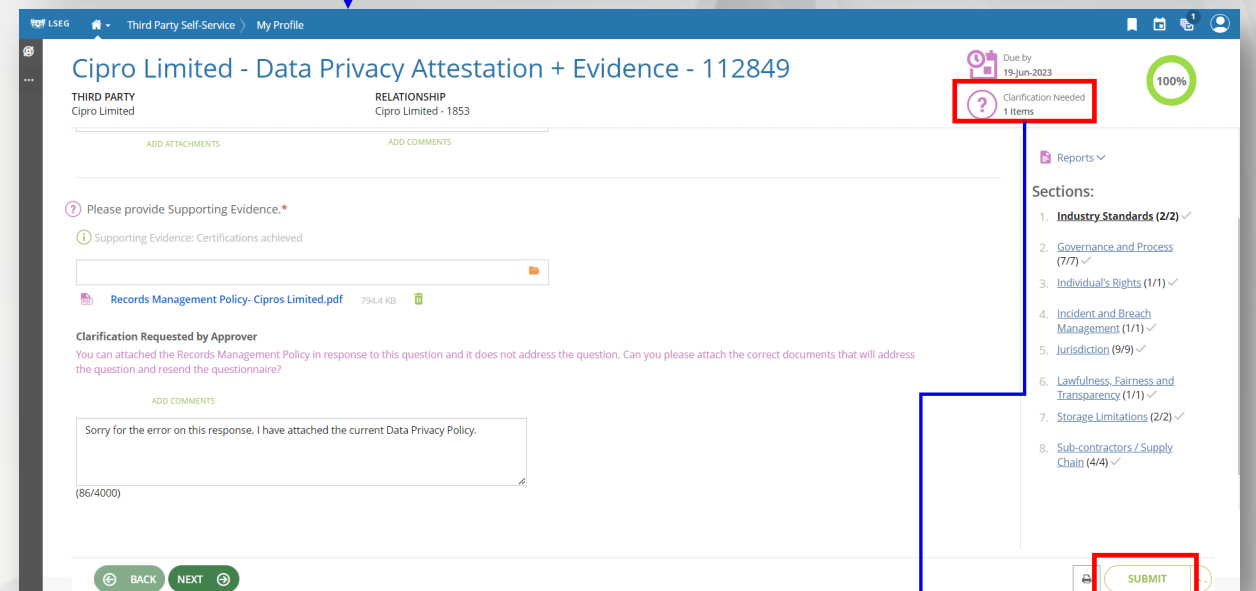 LSEG Third Party Self-Service 〉 My Profile 1
Cipro Limited - Data Privacy Attestation + Evidence - 112849
Due by
19-Jun-2023
100%
THIRD PARTY
Cipro Limited
RELATIONSHIP
Cipro Limited - 1853
Clarification Needed
1 Items
ADD ATTACHMENTS
ADD COMMENTS
Please provide Supporting Evidence.*
Supporting Evidence: Certifications achieved
Records Management Policy- Cipros Limited.pdf 794.4 KB
Clarification Requested by Approver
You can attached the Records Management Policy in response to this question and it does not address the question. Can you please attach the correct documents that will address
the question and resend the questionnaire?
ADD COMMENTS
Sorry for the error on this response. I have attached the current Data Privacy Policy.
(86/4000)
Reports
Sections:
1. Industry Standards (2/2)
2. Governance and Process
(7/7)
3. Individual's Rights (1/1)
4. Incident and Breach
Management (1/1)
5. Jurisdiction (9/9)
6. Lawfulness, Fairness and
Transparency (1/1)
7. Storage Limitations (2/2)
8. Sub-contractors / Supply
Chain (4/4)
BACK
NEXT
SUBMIT